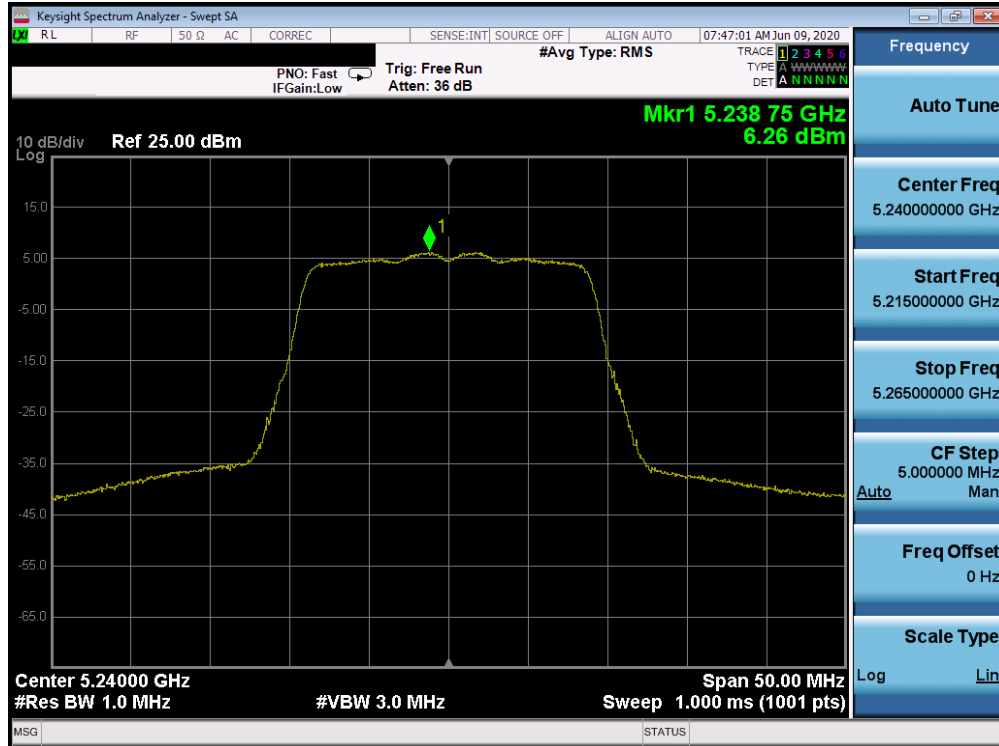 Keysight Spectrum Analyzer - Swept SA
LXI RL RF 50 Ω AC CORREC SENSE:INT SOURCE OFF ALIGN AUTO 07:47:01 AM Jun 09, 2020
#Avg Type: RMS
TRACE 1 2 3 4 5 6
TYPE A WWWWW
DET A N N N N N
PNO: Fast
IFGain:Low
Trig: Free Run
Atten: 36 dB
Mkr1 5.238 75 GHz
6.26 dBm
10 dB/div Ref 25.00 dBm
Log
15.0
5.00
-5.00
-15.0
-25.0
-35.0
-45.0
-55.0
-65.0
1
Center 5.24000 GHz
Span 50.00 MHz
#Res BW 1.0 MHz
#VBW 3.0 MHz
Sweep 1.000 ms (1001 pts)
MSG
STATUS
Frequency
Auto Tune
Center Freq
5.240000000 GHz
Start Freq
5.215000000 GHz
Stop Freq
5.265000000 GHz
CF Step
5.000000 MHz
Auto Man
Freq Offset
0 Hz
Scale Type
Log Lin